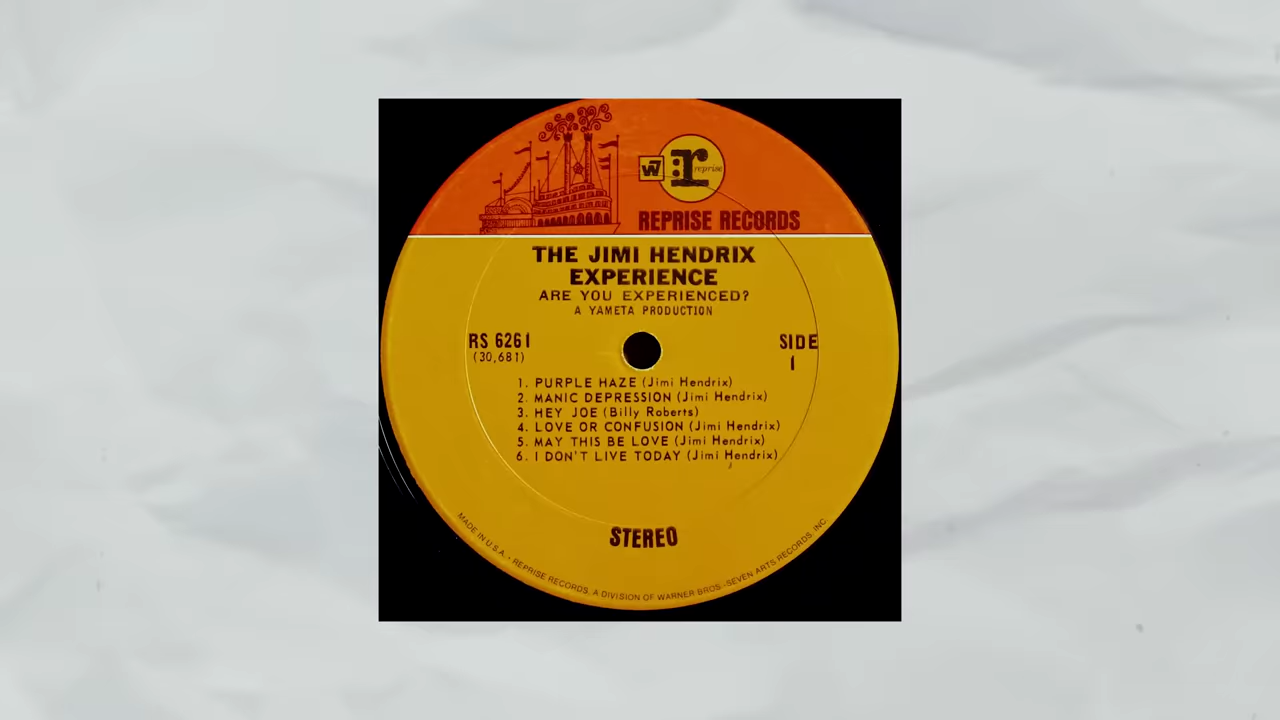 W7
r: reprise
REPRISE RECORDS
THE JIMI HENDRIX
EXPERIENCE
ARE YOU EXPERIENCED?
A YAMETA PRODUCTION
RS 6261
(30,681)
SIDE
1
1. PURPLE HAZE (Jimi Hendrix)
2. MANIC DEPRESSION (Jimi Hendrix)
3. HEY JOE (Billy Roberts)
4. LOVE OR CONFUSION (Jimi Hendrix)
5. MAY THIS BE LOVE (Jimi Hendrix)
6. I DON'T LIVE TODAY (Jimi Hendrix)
STEREO
MADE IN U.S.A. • REPRISE RECORDS, A DIVISION OF WARNER BROS.-SEVEN ARTS RECORDS, INC.